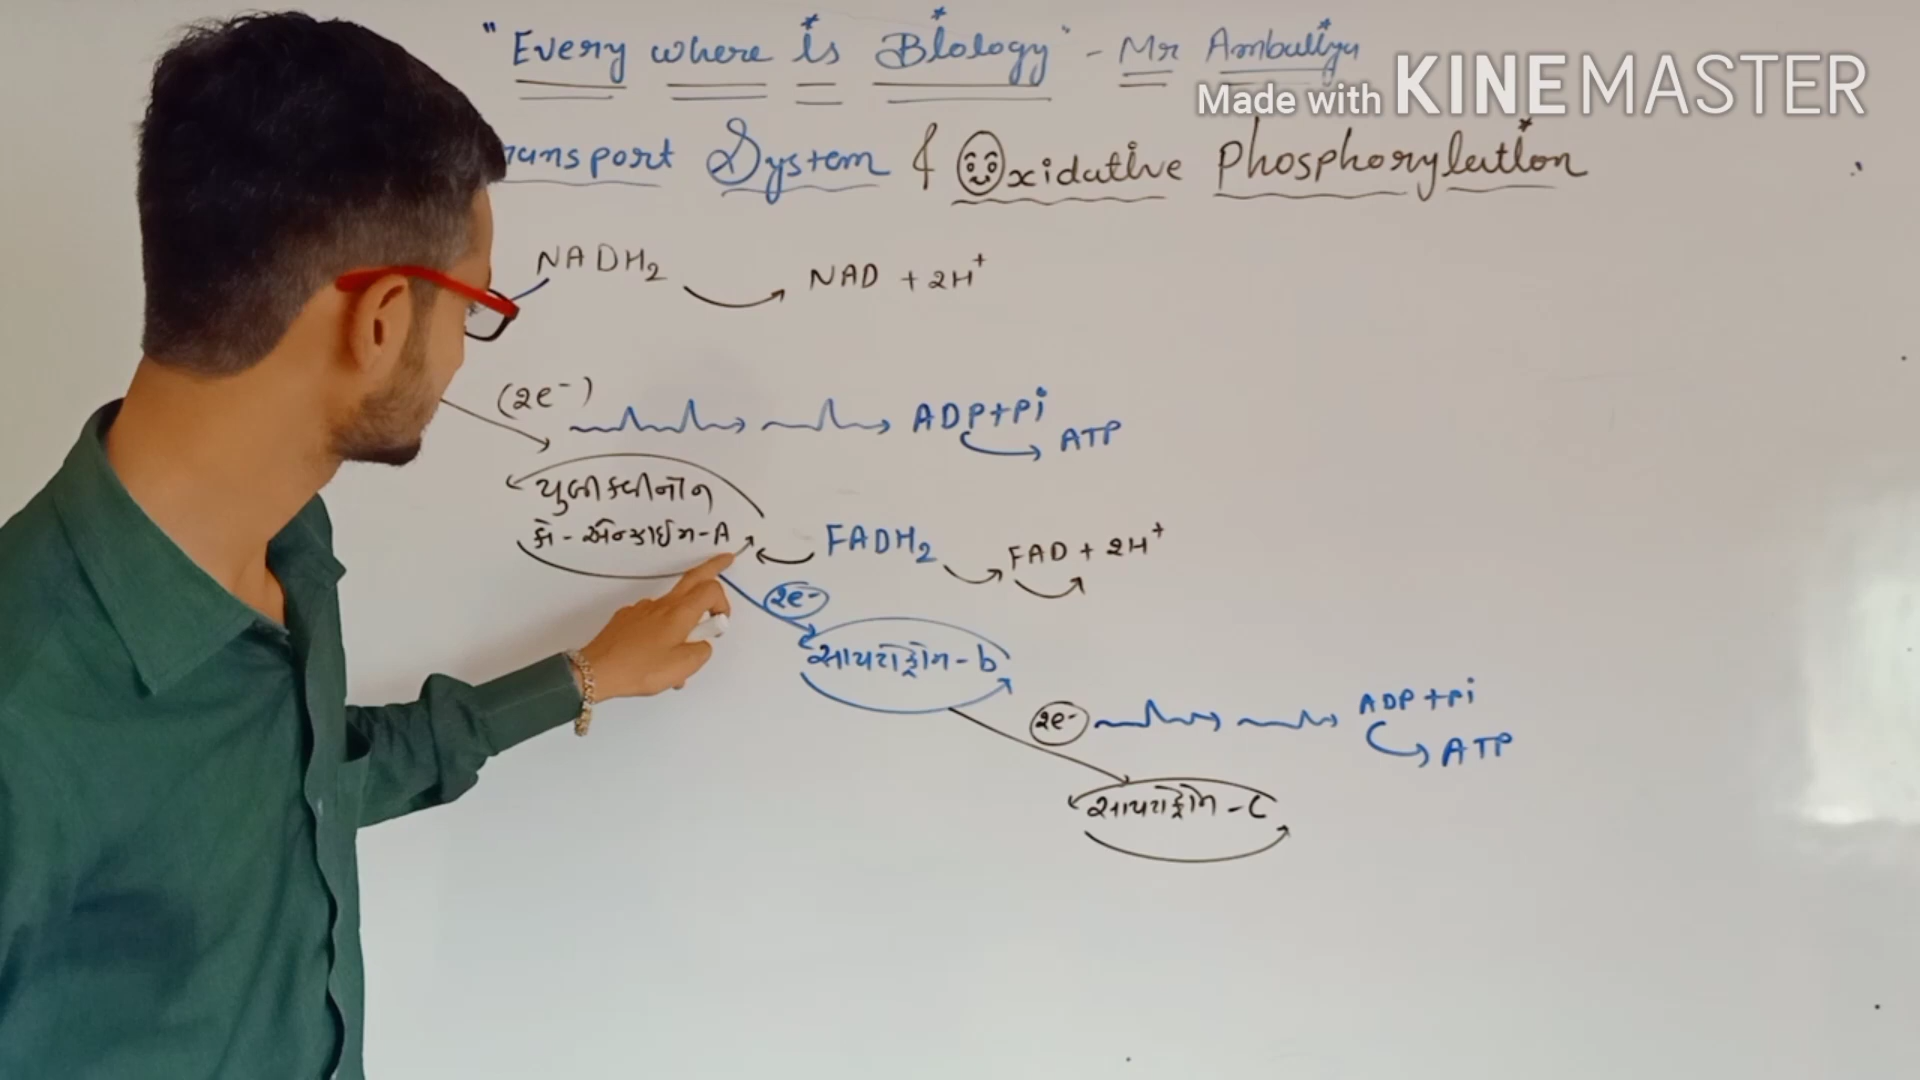 "Every where is Biology" - Mr Ambaliya
Made with KINEMASTER
ransport System & Oxidative Phosphorylation
NADH2 NAD + 2H+
(2e-) ADP+Pi
ATP
યુબીક્વીનોન
કો-એન્ઝાઈમ-A FADH2 FAD + 2H+
2e-
સાયટોક્રોમ-b
2e- ADP+Pi
ATP
સાયટોક્રોમ-C